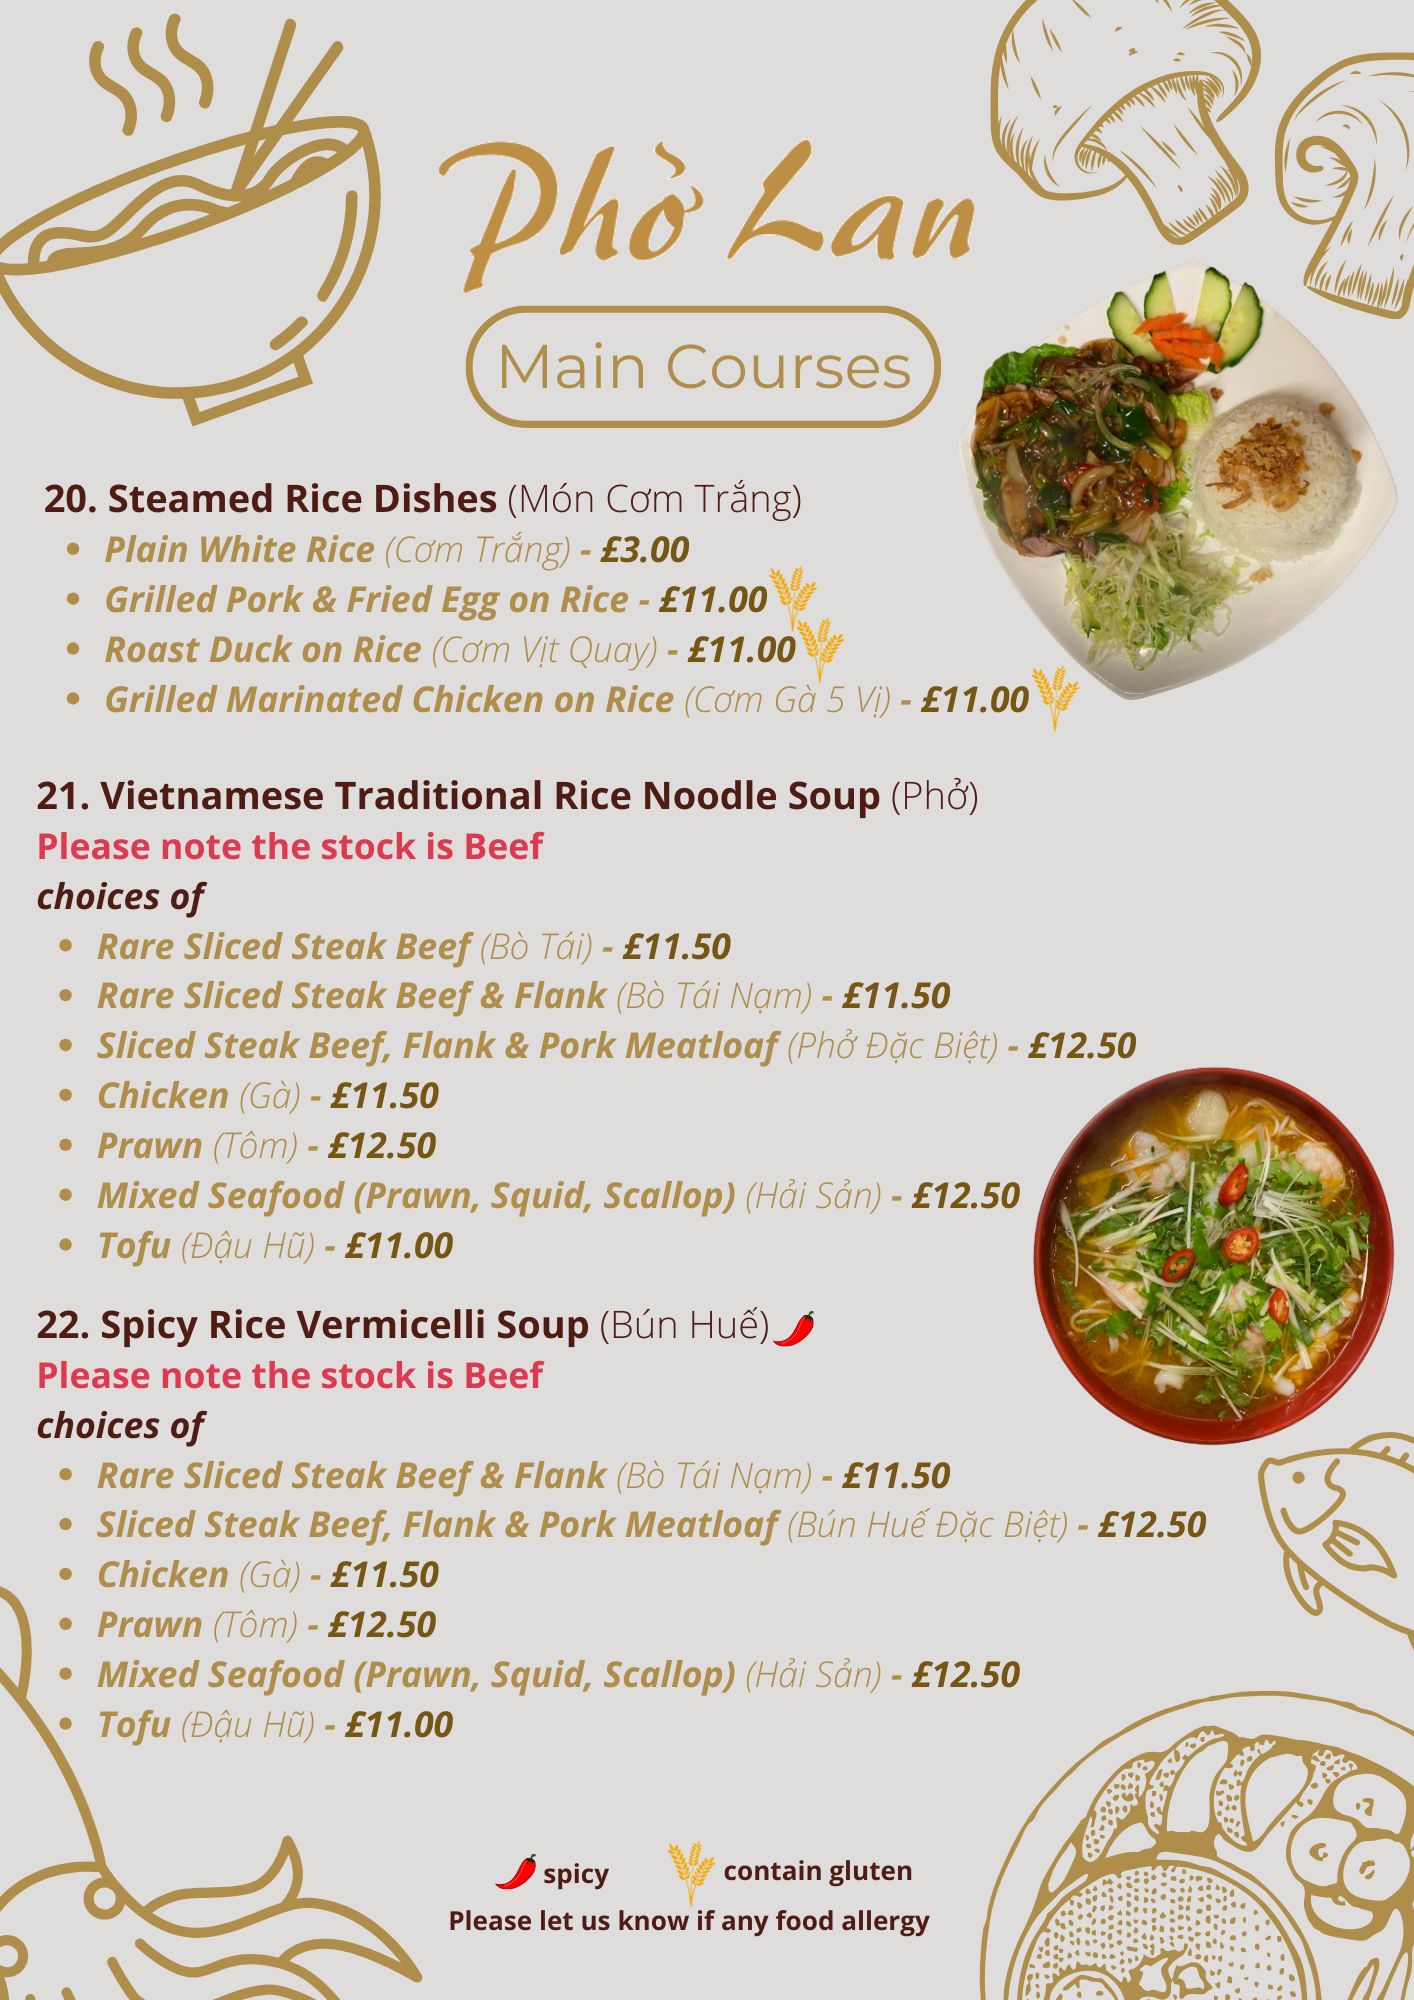 Phở Lan
Main Courses
20. Steamed Rice Dishes (Món Cơm Trắng)
• Plain White Rice (Cơm Trắng) - £3.00
• Grilled Pork & Fried Egg on Rice - £11.00
• Roast Duck on Rice (Cơm Vịt Quay) - £11.00
• Grilled Marinated Chicken on Rice (Cơm Gà 5 Vị) - £11.00
21. Vietnamese Traditional Rice Noodle Soup (Phở)
Please note the stock is Beef
choices of
• Rare Sliced Steak Beef (Bò Tái) - £11.50
• Rare Sliced Steak Beef & Flank (Bò Tái Nạm) - £11.50
• Sliced Steak Beef, Flank & Pork Meatloaf (Phở Đặc Biệt) - £12.50
• Chicken (Gà) - £11.50
• Prawn (Tôm) - £12.50
• Mixed Seafood (Prawn, Squid, Scallop) (Hải Sản) - £12.50
• Tofu (Đậu Hũ) - £11.00
22. Spicy Rice Vermicelli Soup (Bún Huế)
Please note the stock is Beef
choices of
• Rare Sliced Steak Beef & Flank (Bò Tái Nạm) - £11.50
• Sliced Steak Beef, Flank & Pork Meatloaf (Bún Huế Đặc Biệt) - £12.50
• Chicken (Gà) - £11.50
• Prawn (Tôm) - £12.50
• Mixed Seafood (Prawn, Squid, Scallop) (Hải Sản) - £12.50
• Tofu (Đậu Hũ) - £11.00
spicy contain gluten
Please let us know if any food allergy